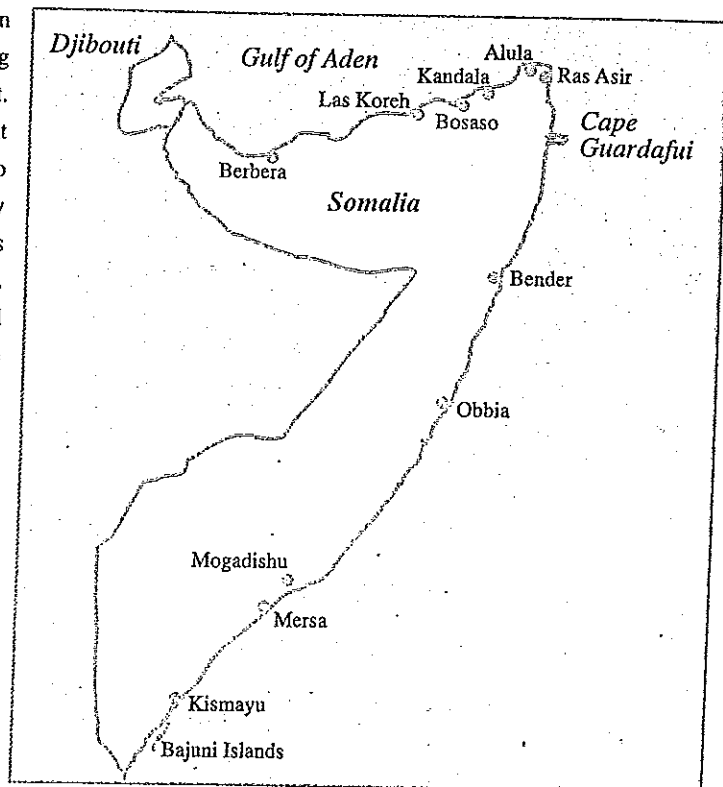 n
g
t.
t
o
y
s
.
l
Djibouti
Gulf of Aden
Alula
Kandala
Ras Asir
Las Koreh
Bosaso
Cape
Guardafui
Berbera
Somalia
Bender
Obbia
Mogadishu
Mersa
Kismayu
Bajuni Islands